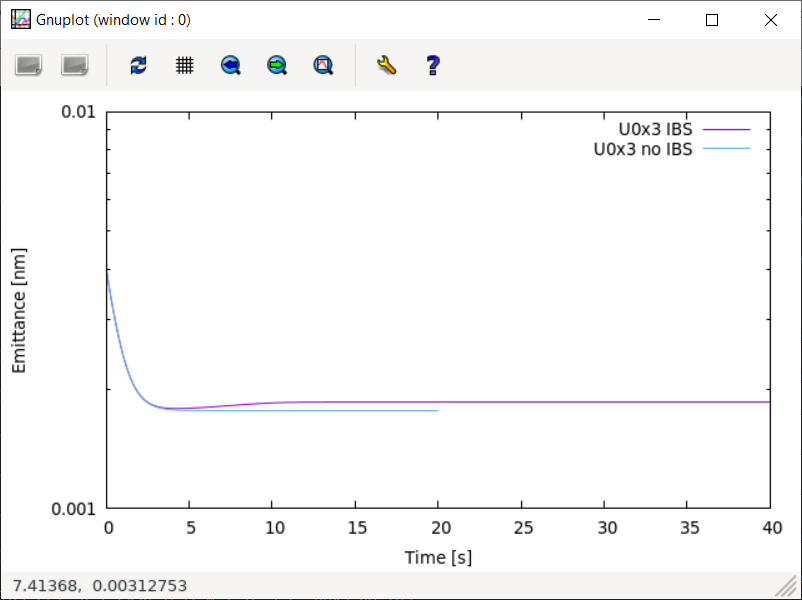 Gnuplot (window id : 0)
0.01
U0x3 IBS
U0x3 no IBS
Emittance [nm]
0.001
0 5 10 15 20 25 30 35 40
Time [s]
7.41368, 0.00312753